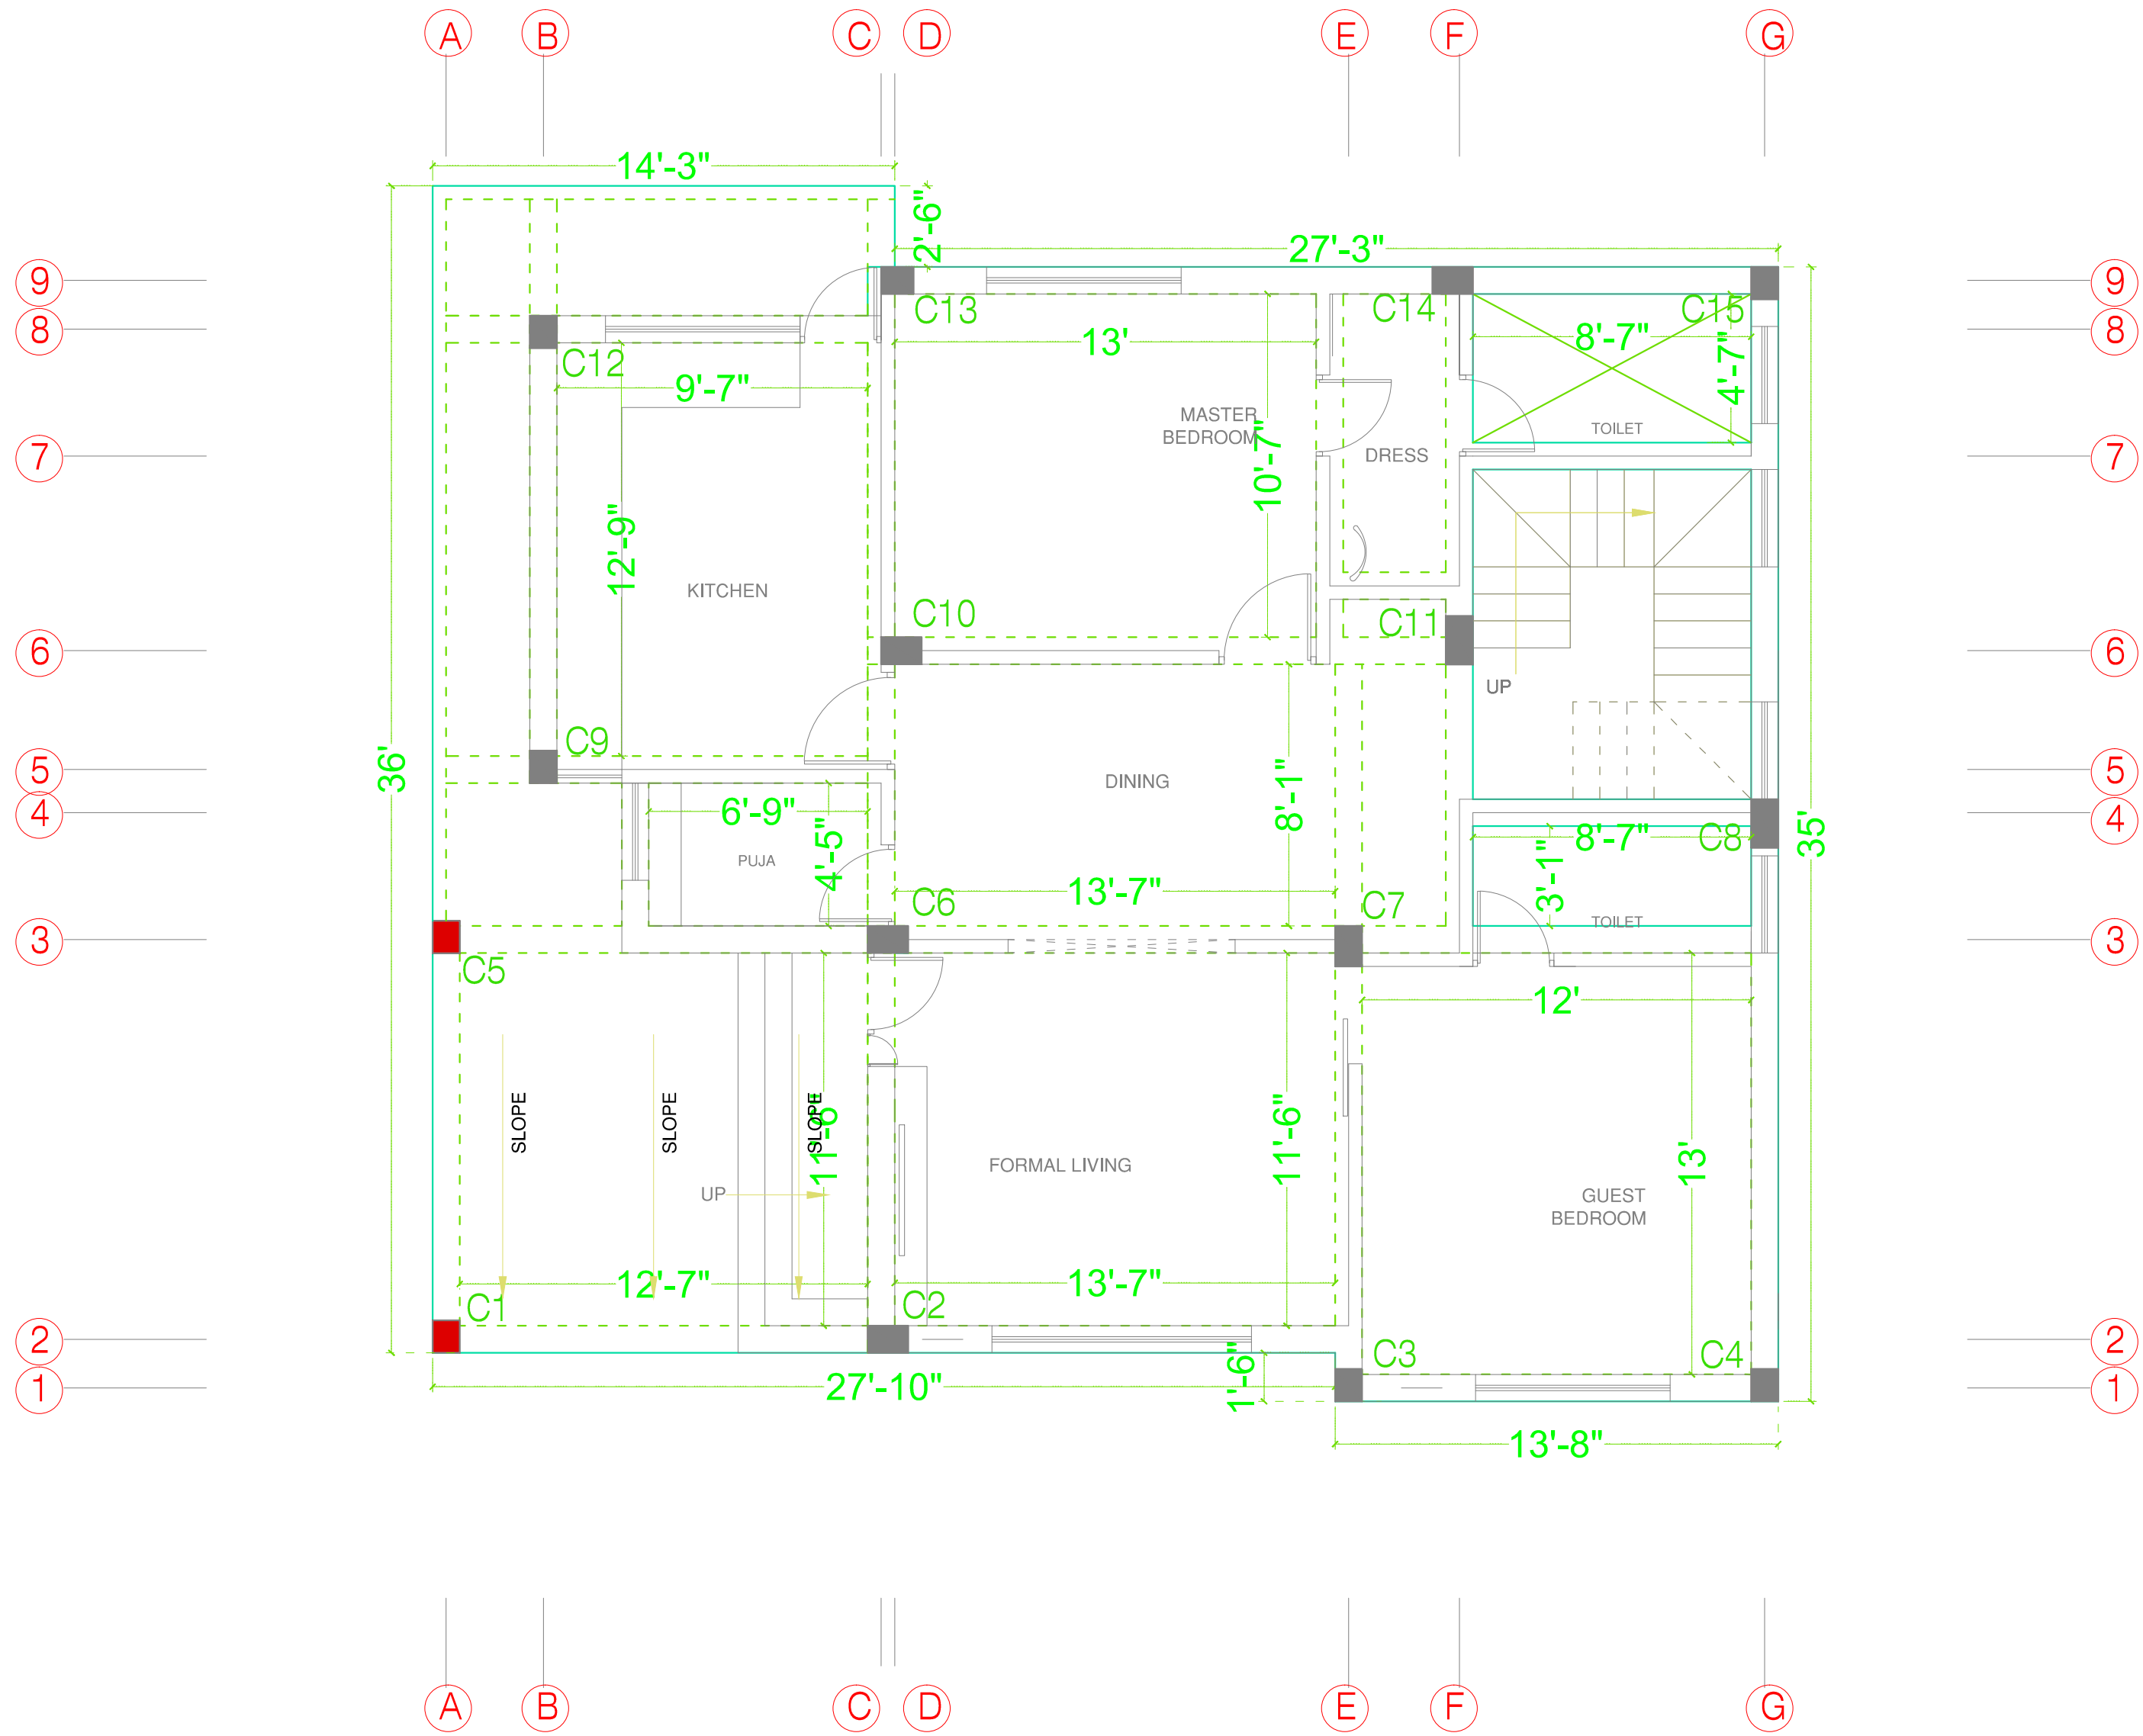 A B C D E F G
14'-3"
2'-6"
27'-3"
9 9
C13 C14 C15
8 8
C12 13' 8'-7" 4'-7"
9'-7"
MASTER
BEDROOM
TOILET
7 10'-7" DRESS 7
12'-9"
KITCHEN
C10 C11
6 6
UP
C9
5 36' DINING 8'-1" 5
4 6'-9" 8'-7" C8 35' 4
PUJA 4'-5" 3'-1"
13'-7"
C6 C7
TOILET
3 3
C5
12'
SLOPE SLOPE SLOPE
11'-6" 11'-6" 13'
FORMAL LIVING
UP
GUEST
BEDROOM
12'-7" 13'-7"
C1 C2
2 C3 C4 2
1 27'-10" 1'-6" 1
13'-8"
A B C D E F G